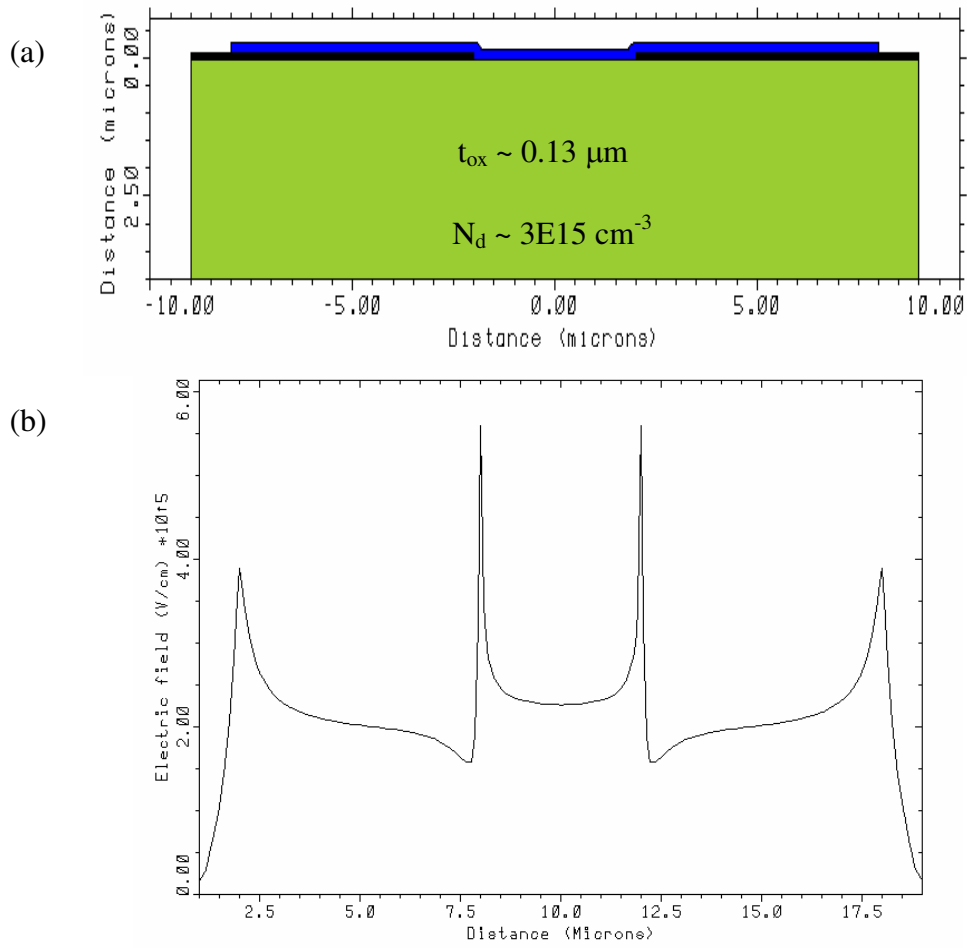 (a)
Distance (microns)
0.00
2.50
t_ox ~ 0.13 μm
N_d ~ 3E15 cm^-3
-10.00 -5.00 0.00 5.00 10.00
Distance (microns)
(b)
Electric field (V/cm) *10↑5
6.00
4.00
2.00
0.00
2.5 5.0 7.5 10.0 12.5 15.0 17.5
Distance (Microns)